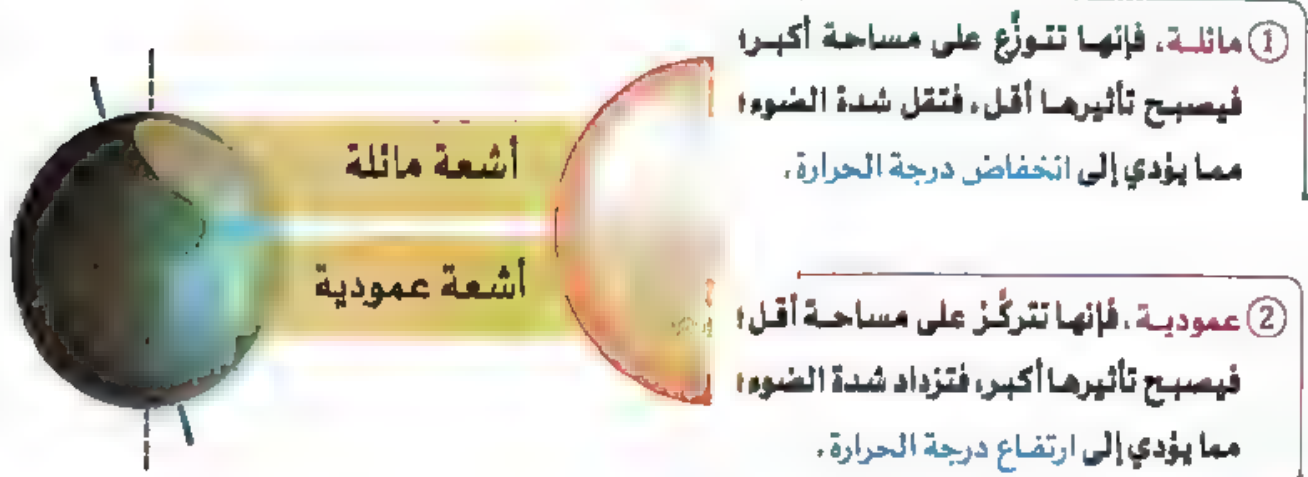 ① مائلة، فإنها تتوزَّع على مساحة أكبر؛
فيصبح تأثيرها أقل، فتقل شدة الضوء؛
مما يؤدي إلى انخفاض درجة الحرارة.
أشعة مائلة
أشعة عمودية
② عمودية، فإنها تتركَّز على مساحة أقل؛
فيصبح تأثيرها أكبر، فتزداد شدة الضوء؛
مما يؤدي إلى ارتفاع درجة الحرارة.